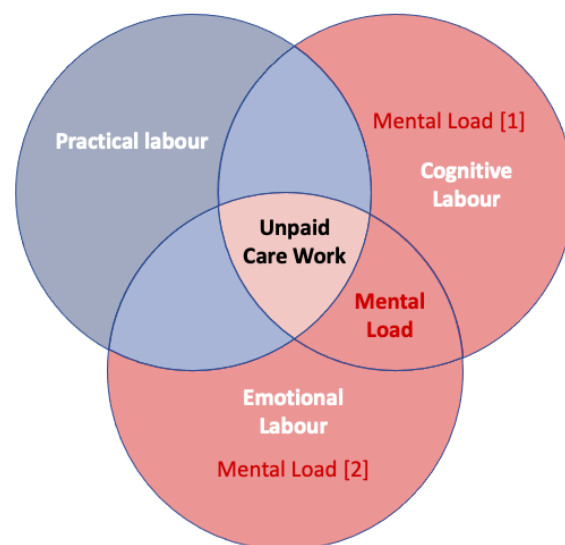 Mental Load [1]
Practical labour
Cognitive
Labour
Unpaid
Care Work
Mental
Load
Emotional
Labour
Mental Load [2]